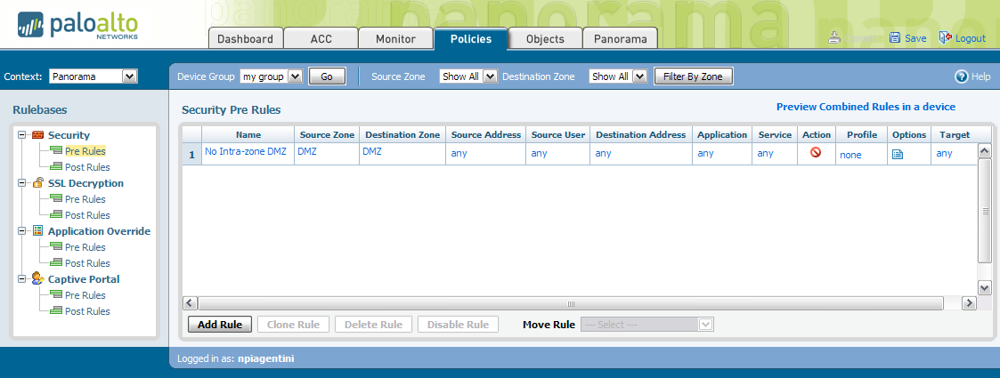 paloalto
NETWORKS
panorama
Dashboard ACC Monitor Policies Objects Panorama
Commit Save Logout
Context: Panorama
Device Group my group Go Source Zone Show All Destination Zone Show All Filter By Zone Help
Rulebases
Security
Pre Rules
Post Rules
SSL Decryption
Pre Rules
Post Rules
Application Override
Pre Rules
Post Rules
Captive Portal
Pre Rules
Post Rules
Security Pre Rules
Preview Combined Rules in a device
Name Source Zone Destination Zone Source Address Source User Destination Address Application Service Action Profile Options Target
1 No Intra-zone DMZ DMZ DMZ any any any any any none any
Add Rule Clone Rule Delete Rule Disable Rule Move Rule --- Select ---
Logged in as: npiagentini